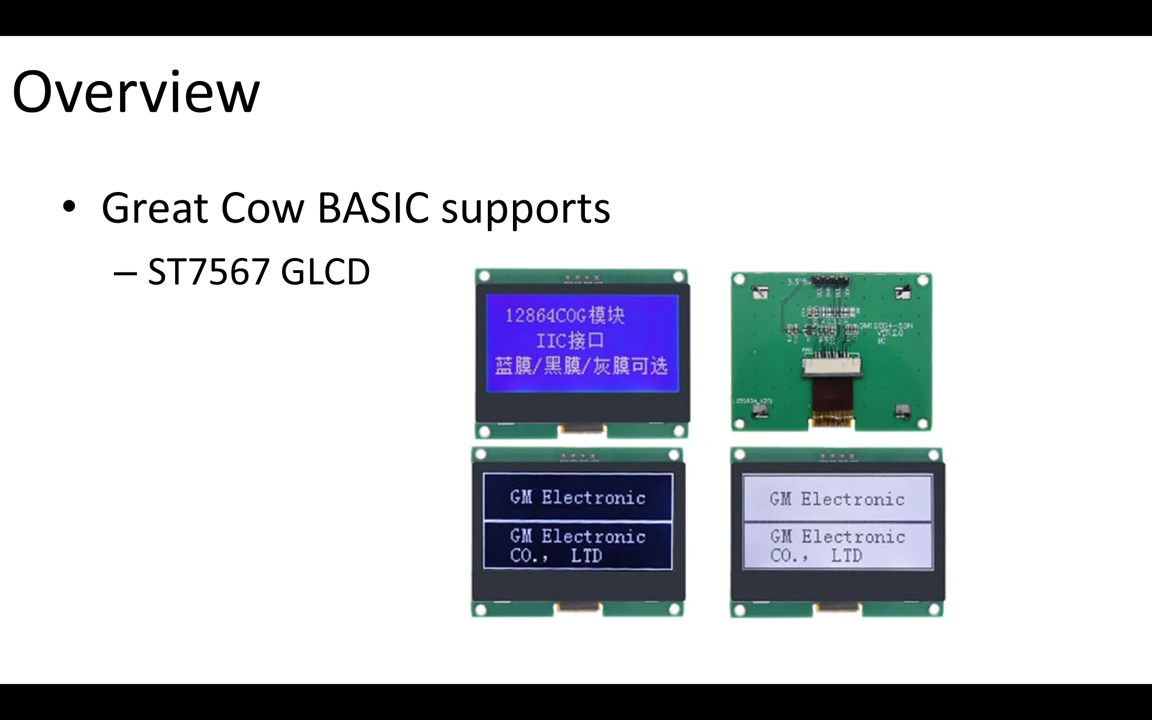 Overview
• Great Cow BASIC supports
– ST7567 GLCD
12864COG模块
IIC接口
蓝膜/黑膜/灰膜可选
GM Electronic
GM Electronic
CO., LTD
GM Electronic
GM Electronic
CO., LTD